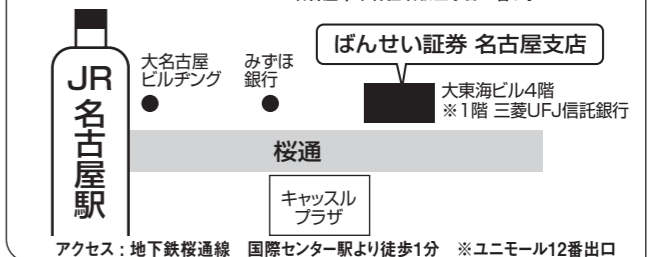 ばんせい証券 名古屋支店
大名古屋
ビルヂング
みずほ
銀行
JR名古屋駅
大東海ビル4階
※1階 三菱UFJ信託銀行
桜通
キャッスル
プラザ
アクセス：地下鉄桜通線　国際センター駅より徒歩1分　※ユニモール12番出口